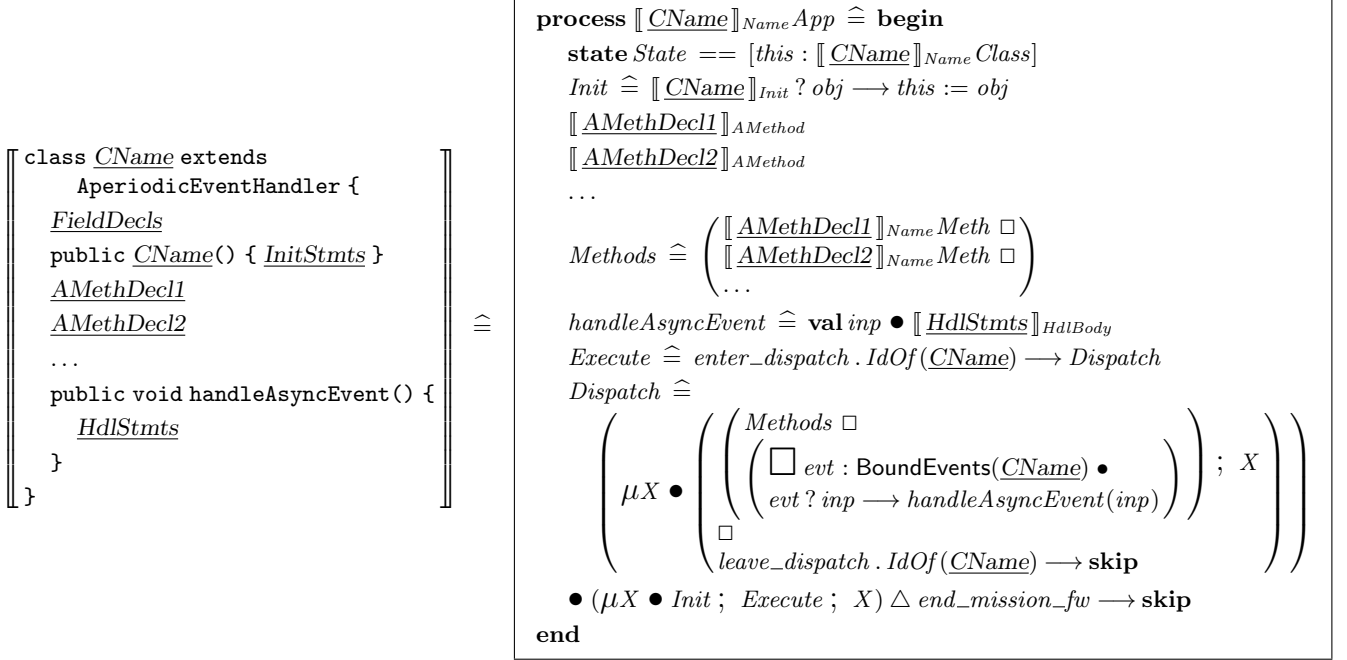 ⟦ class CName extends
AperiodicEventHandler {
FieldDecls
public CName() { InitStmts }
AMethDecl1
AMethDecl2
. . .
public void handleAsyncEvent() {
HdlStmts
}
} ⟧
≙
process ⟦ CName ⟧Name App ≙ begin
state State == [this : ⟦ CName ⟧Name Class]
Init ≙ ⟦ CName ⟧Init ? obj ⟶ this := obj
⟦ AMethDecl1 ⟧AMethod
⟦ AMethDecl2 ⟧AMethod
. . .
Methods ≙ ( ⟦ AMethDecl1 ⟧Name Meth □
⟦ AMethDecl2 ⟧Name Meth □
. . . )
handleAsyncEvent ≙ val inp ● ⟦ HdlStmts ⟧HdlBody
Execute ≙ enter_dispatch . IdOf(CName) ⟶ Dispatch
Dispatch ≙
( μX ● ( ( Methods □
( □ evt : BoundEvents(CName) ●
evt ? inp ⟶ handleAsyncEvent(inp) ) ) ; X
□
leave_dispatch . IdOf(CName) ⟶ skip ) )
● (μX ● Init ; Execute ; X) △ end_mission_fw ⟶ skip
end